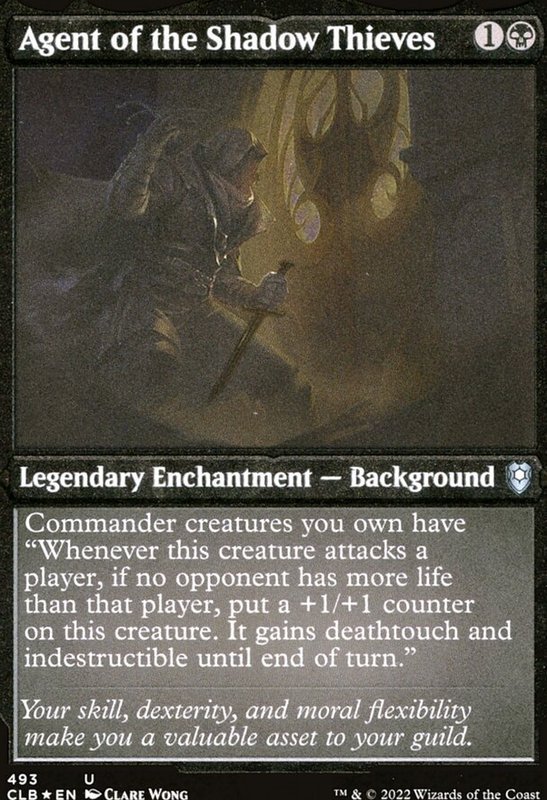 Agent of the Shadow Thieves 1
Legendary Enchantment — Background
Commander creatures you own have
“Whenever this creature attacks a
player, if no opponent has more life
than that player, put a +1/+1 counter
on this creature. It gains deathtouch and
indestructible until end of turn.”
Your skill, dexterity, and moral flexibility
make you a valuable asset to your guild.
493 U
CLB★EN Clare Wong ™ & © 2022 Wizards of the Coast